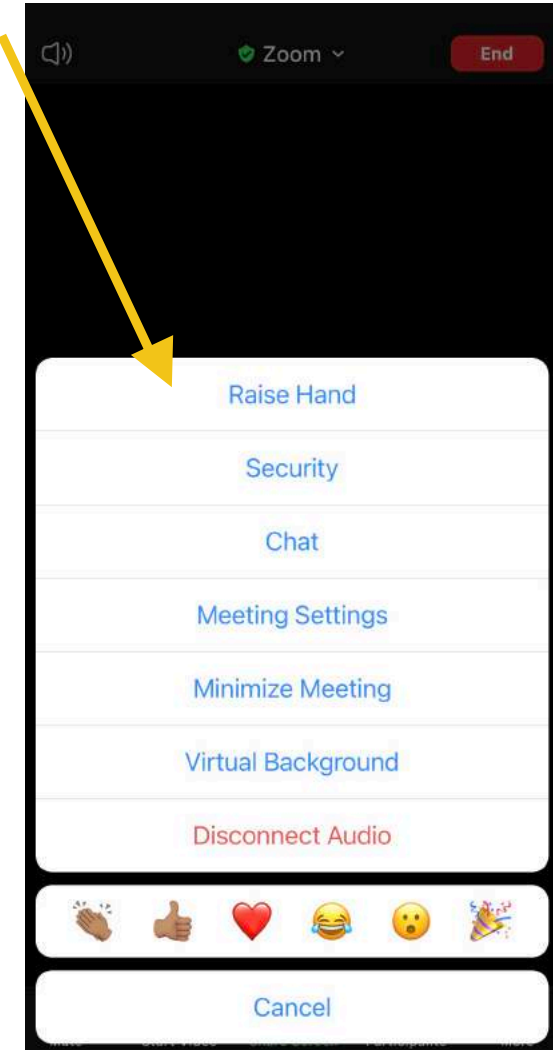 Zoom
End
Raise Hand
Security
Chat
Meeting Settings
Minimize Meeting
Virtual Background
Disconnect Audio
Cancel